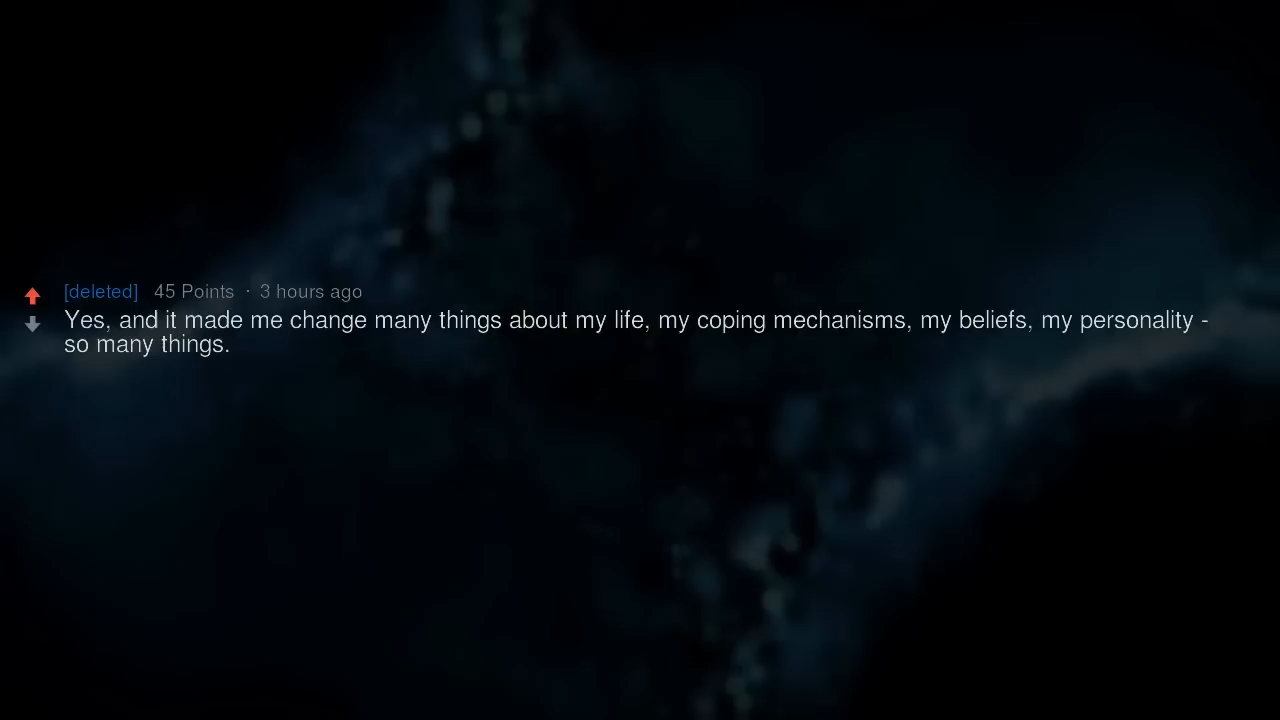 [deleted] 45 Points · 3 hours ago
Yes, and it made me change many things about my life, my coping mechanisms, my beliefs, my personality -
so many things.